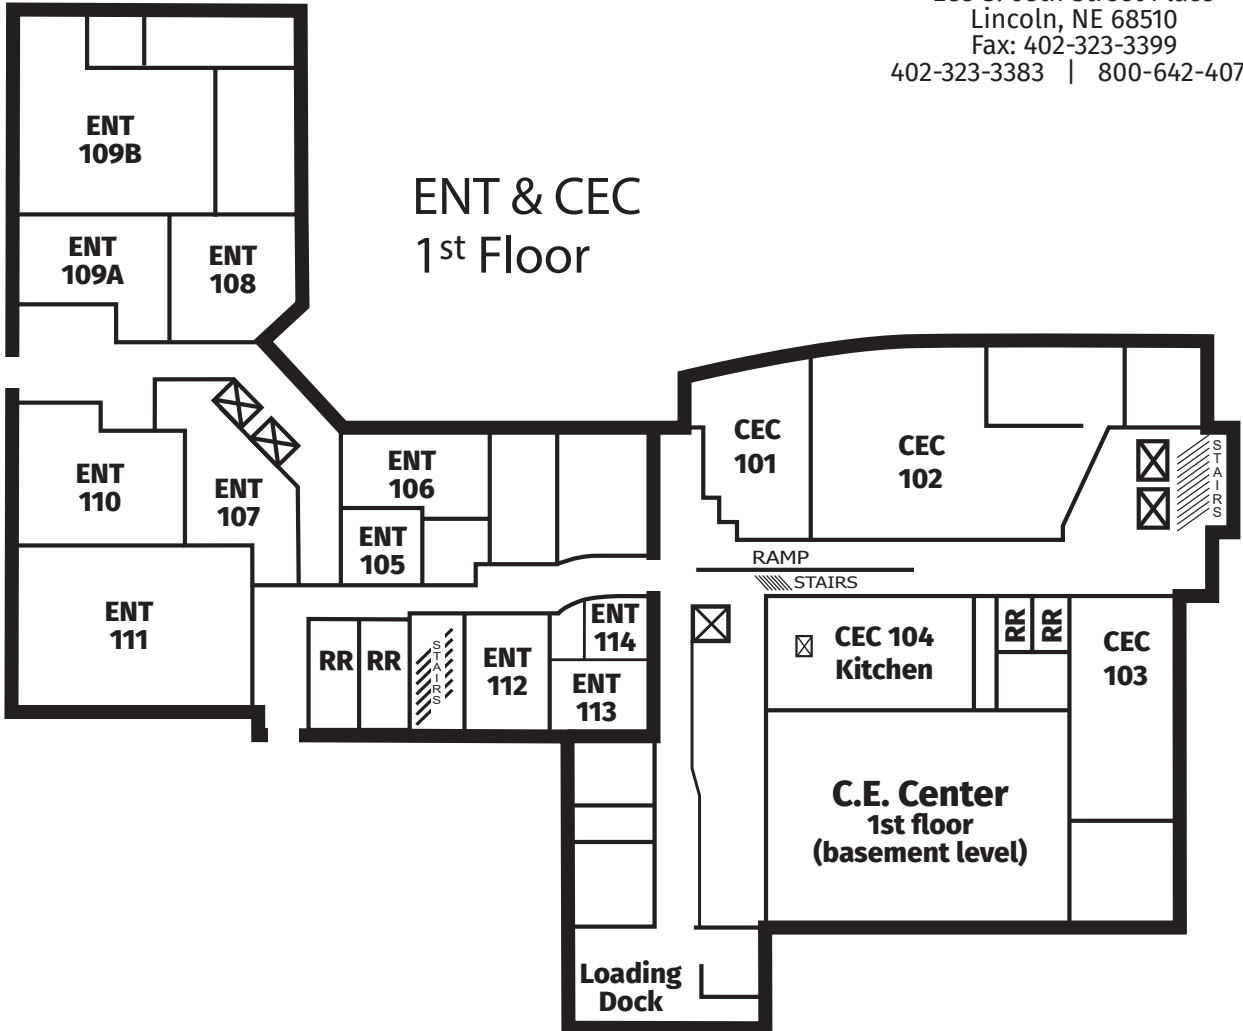 Lincoln, NE 68510
Fax: 402-323-3399
402-323-3383 | 800-642-407
ENT & CEC
1st Floor
ENT
109B
ENT
109A
ENT
108
ENT
110
ENT
107
ENT
106
ENT
105
ENT
111
RR
RR
STAIRS
ENT
112
ENT
114
ENT
113
CEC
101
CEC
102
STAIRS
RAMP
STAIRS
CEC 104
Kitchen
RR
RR
CEC
103
C.E. Center
1st floor
(basement level)
Loading
Dock